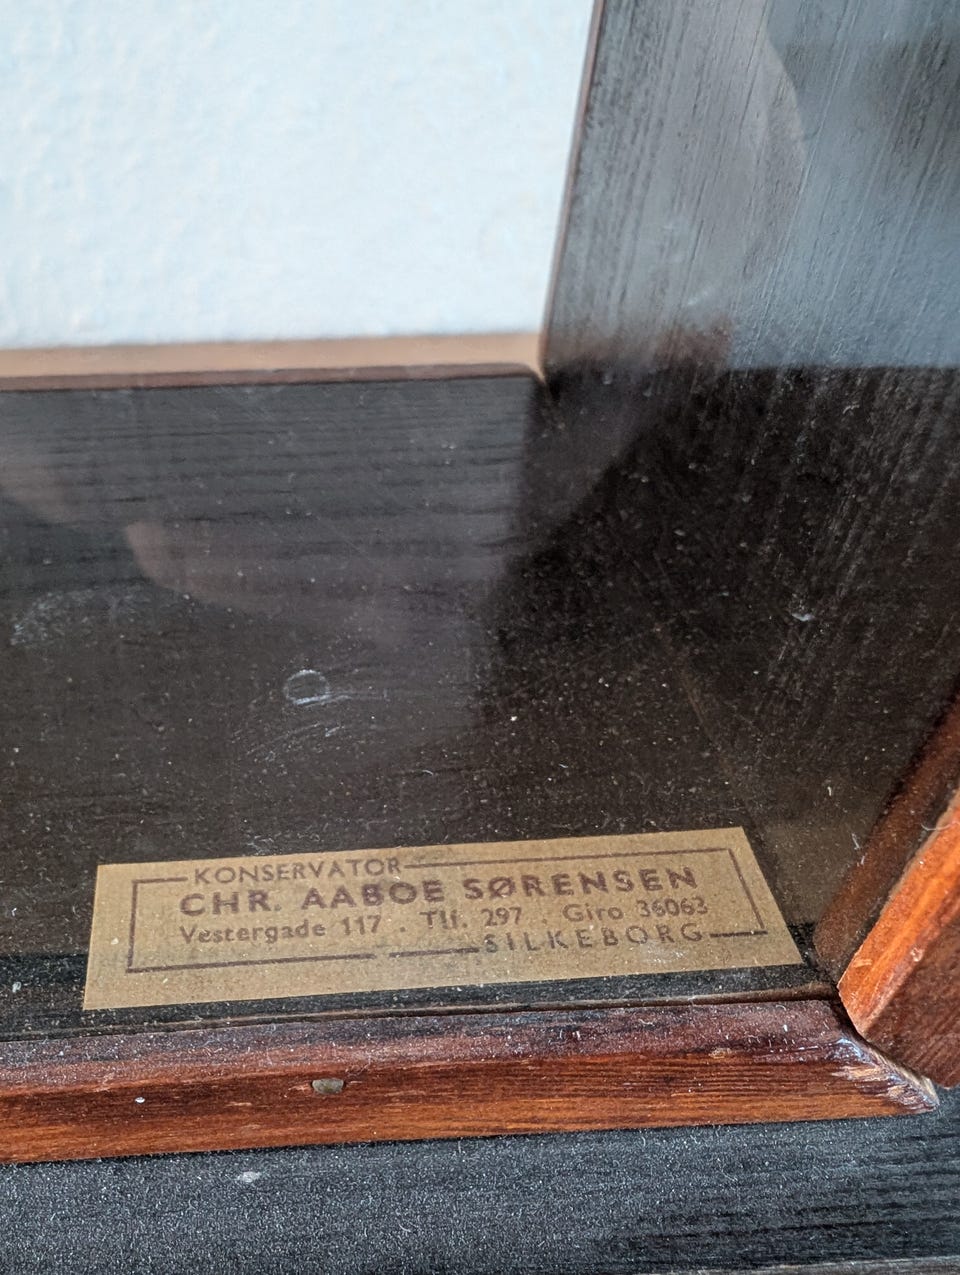 KONSERVATOR
CHR. AABOE SØRENSEN
Vestergade 117 . Tlf. 297 . Giro 36063
SILKEBORG